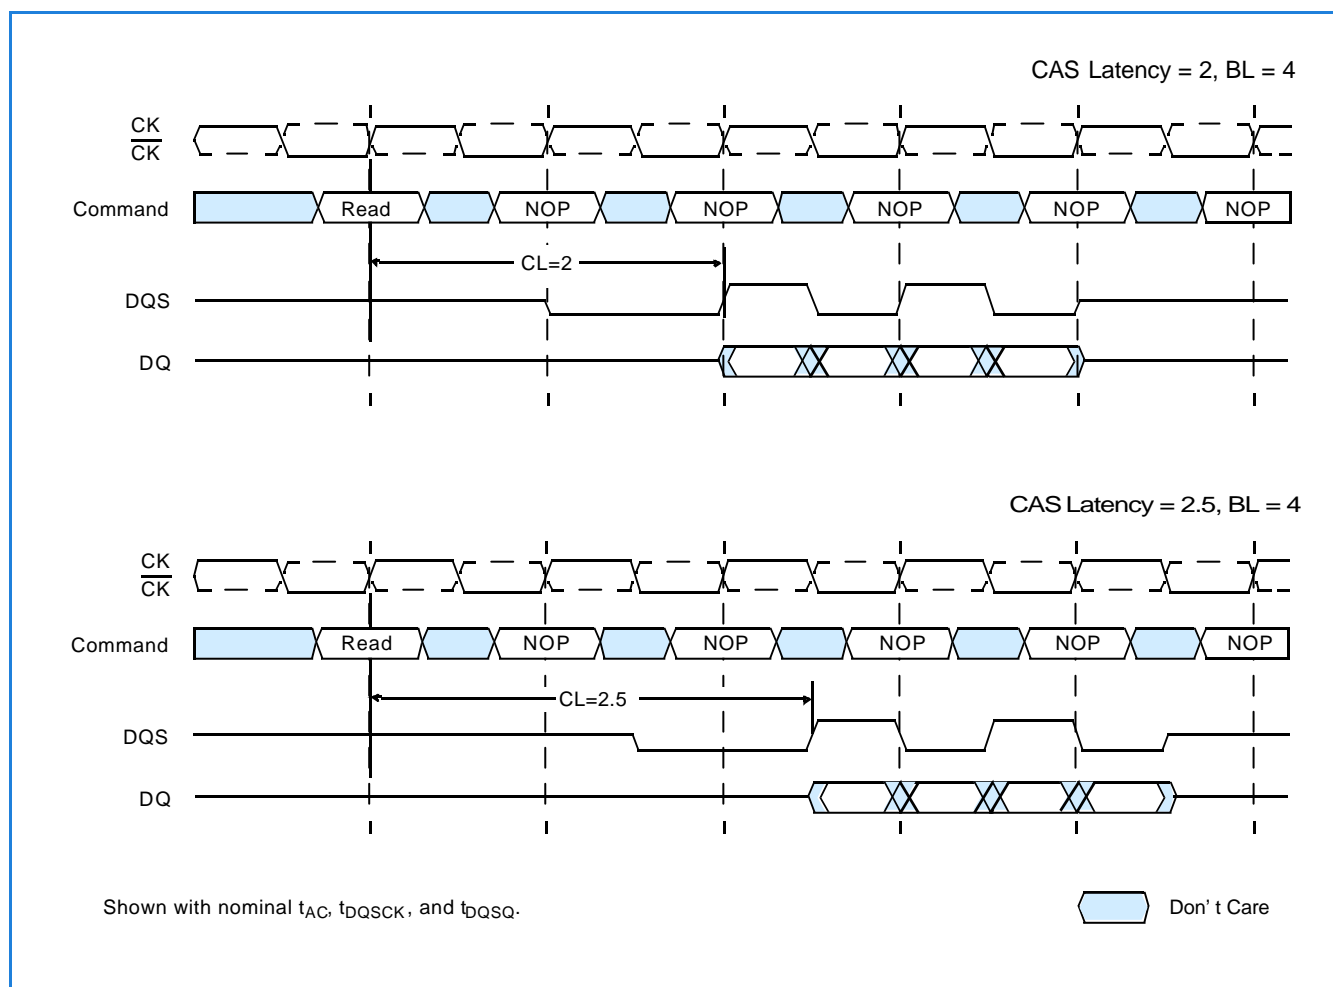 CAS Latency = 2, BL = 4
CK
CK
Command
Read
NOP
NOP
NOP
NOP
NOP
CL=2
DQS
DQ
CAS Latency = 2.5, BL = 4
CK
CK
Command
Read
NOP
NOP
NOP
NOP
NOP
CL=2.5
DQS
DQ
Shown with nominal tAC, tDQSCK, and tDQSQ.
Don' t Care